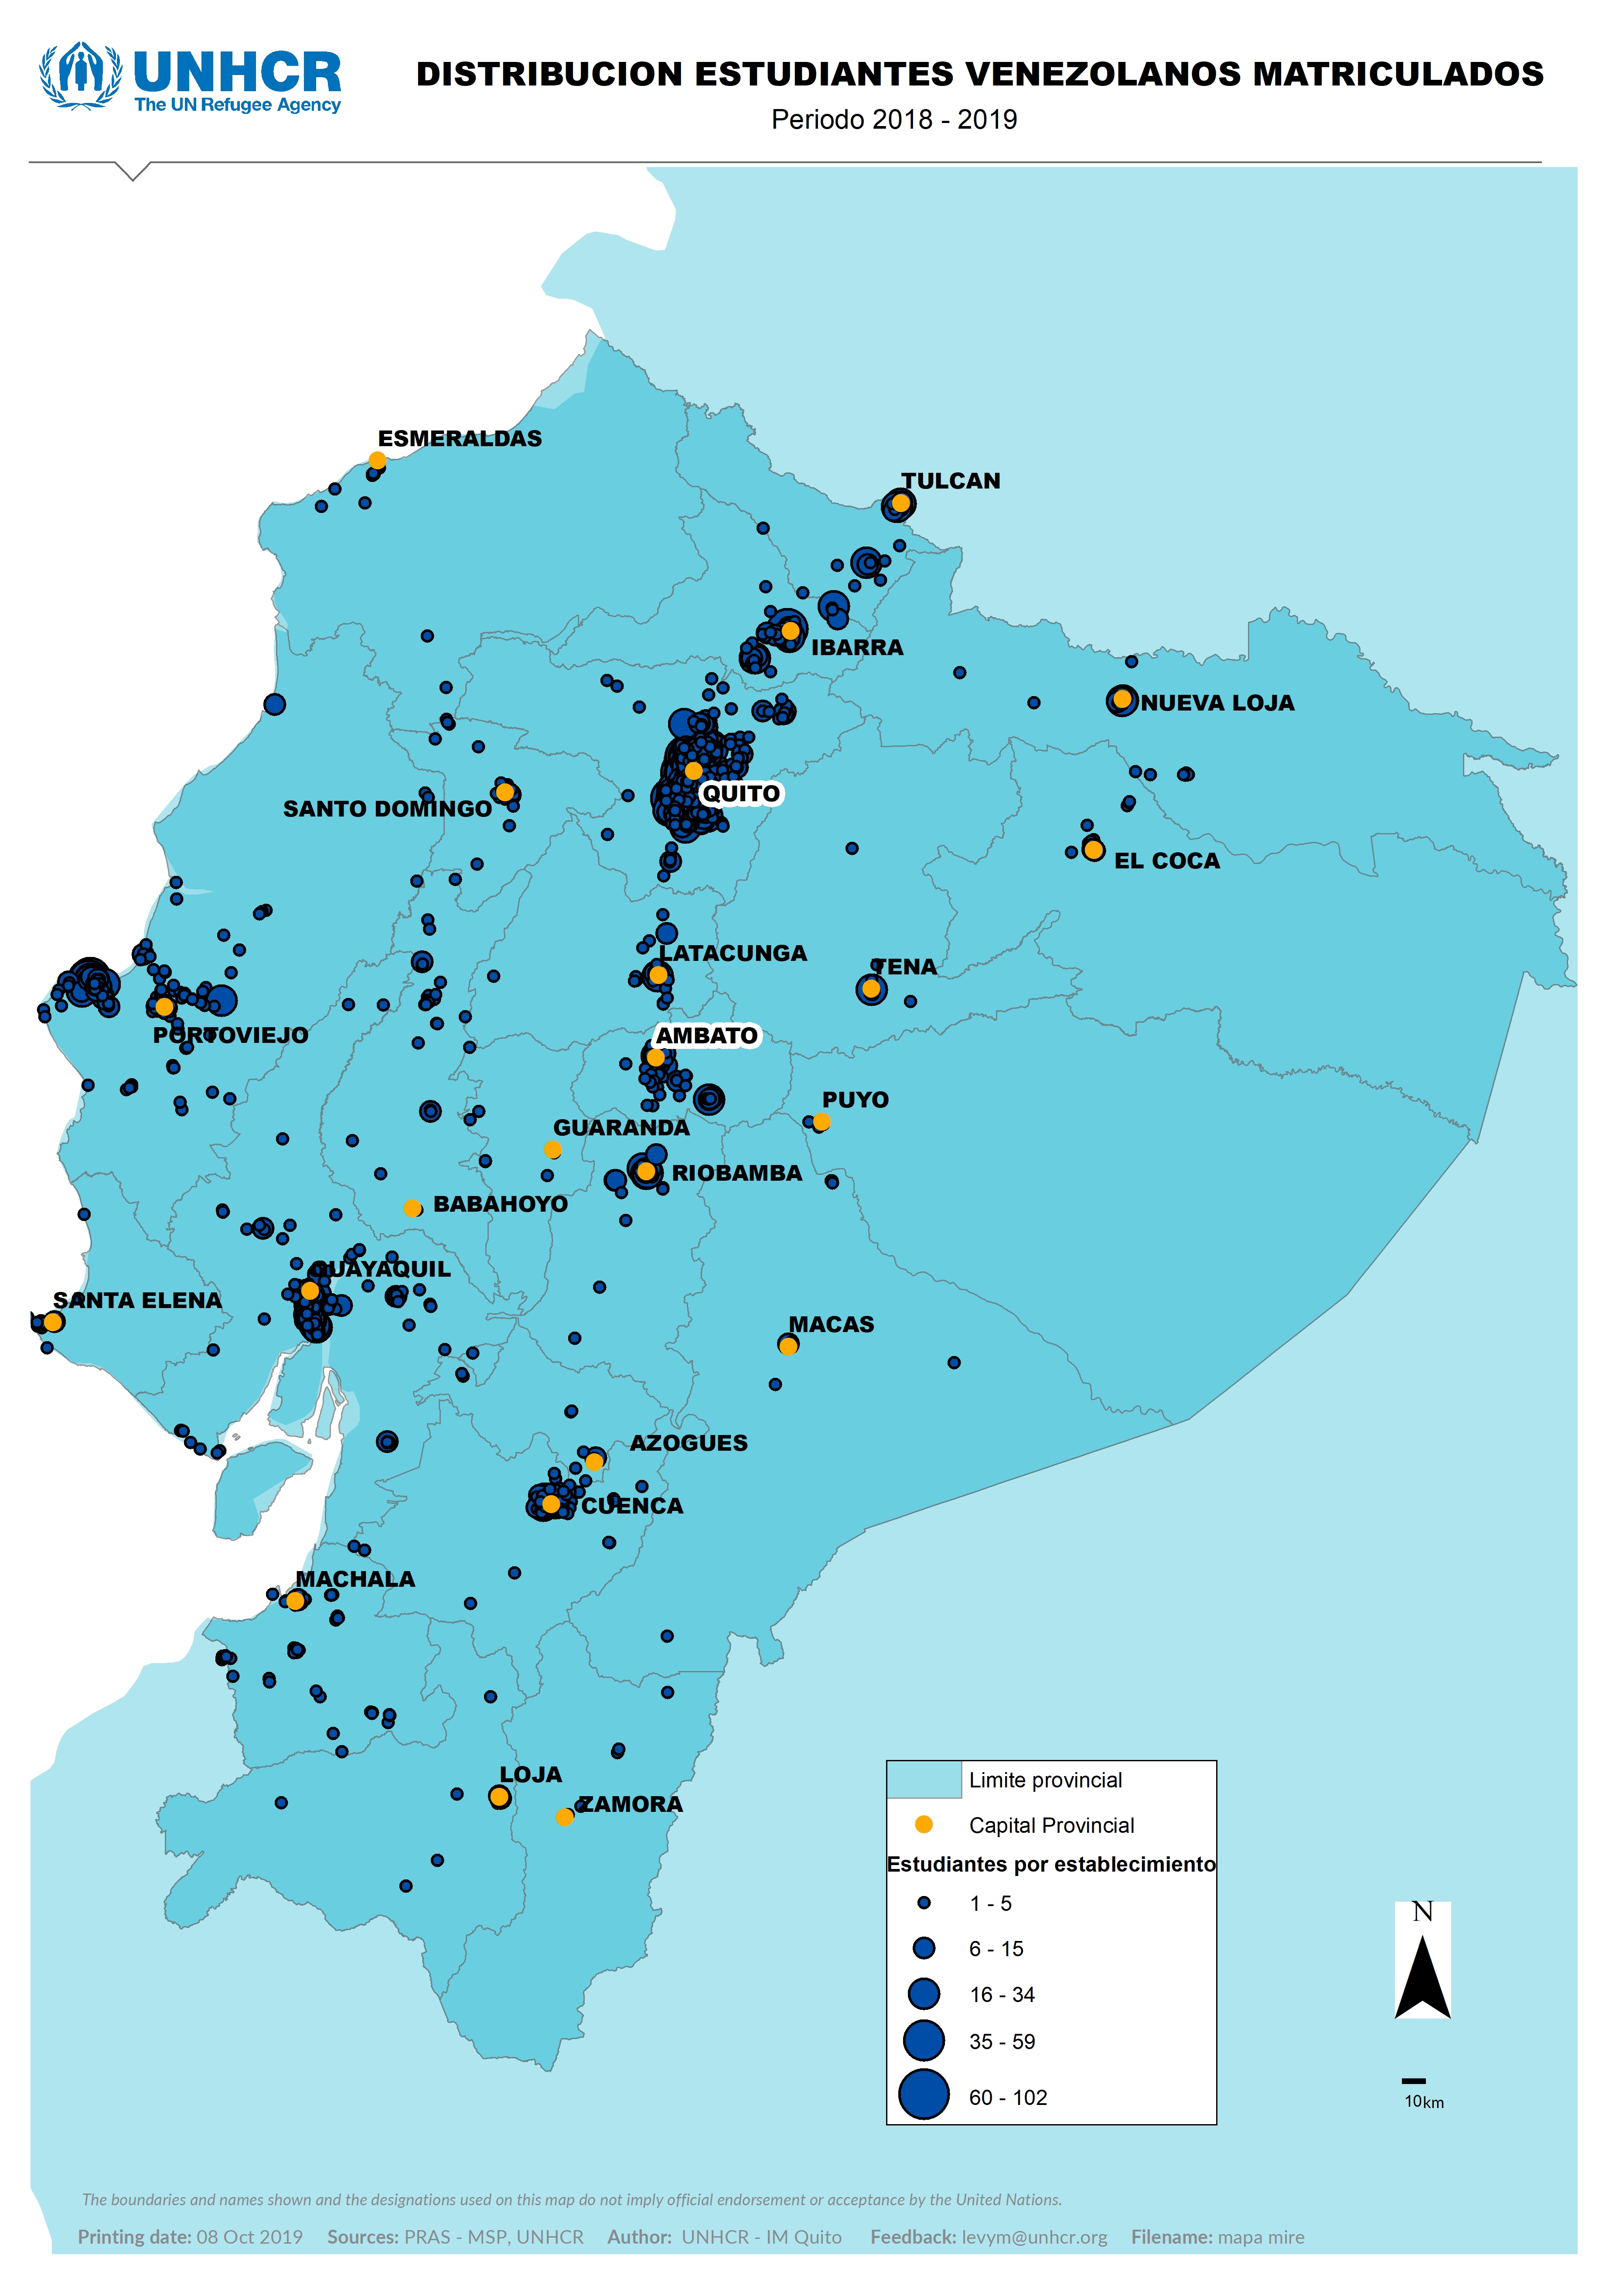 UNHCR
The UN Refugee Agency
DISTRIBUCION ESTUDIANTES VENEZOLANOS MATRICULADOS
Periodo 2018 - 2019
ESMERALDAS
TULCAN
IBARRA
NUEVA LOJA
QUITO
SANTO DOMINGO
EL COCA
LATACUNGA
TENA
PORTOVIEJO
AMBATO
PUYO
GUARANDA
RIOBAMBA
BABAHOYO
GUAYAQUIL
SANTA ELENA
MACAS
AZOGUES
CUENCA
MACHALA
LOJA
ZAMORA
Limite provincial
Capital Provincial
Estudiantes por establecimiento
1 - 5
6 - 15
16 - 34
35 - 59
60 - 102
N
10km
The boundaries and names shown and the designations used on this map do not imply official endorsement or acceptance by the United Nations.
Printing date: 08 Oct 2019 Sources: PRAS - MSP, UNHCR Author: UNHCR - IM Quito Feedback: levym@unhcr.org Filename: mapa mire